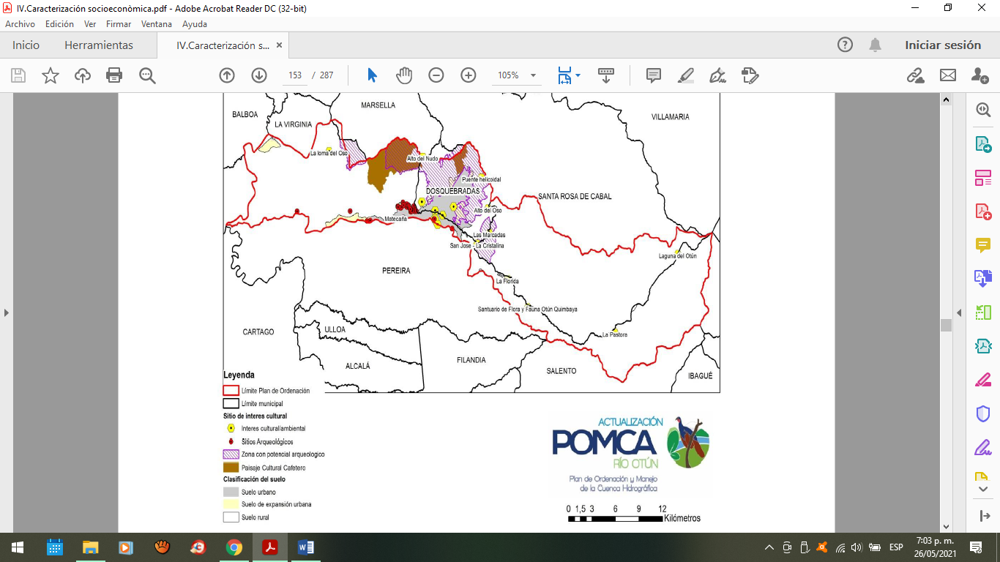 IV.Caracterización socioeconòmica.pdf - Adobe Acrobat Reader DC (32-bit)
Archivo Edición Ver Firmar Ventana Ayuda
Inicio Herramientas IV.Caracterización s... Iniciar sesión
153 / 287 105%
MARSELLA
BALBOA
VILLAMARIA
LA VIRGINIA
La loma del Oso
Alto del Nudo
Puente helicoidal
DOSQUEBRADAS
SANTA ROSA DE CABAL
Alto del Oso
Matecaña
Las Marcadas
San Jose - La Cristalina
Laguna del Otún
PEREIRA
La Florida
Santuario de Flora y Fauna Otún Quimbaya
CARTAGO
ULLOA
La Pastora
FILANDIA
ALCALÁ
SALENTO
IBAGUÉ
Leyenda
Límite Plan de Ordenación
Límite municipal
Sitio de interes cultural
Interes cultural/ambiental
Sitios Arqueológicos
Zona con potencial arqueologico
Paisaje Cultural Cafetero
Clasificación del suelo
Suelo urbano
Suelo de expansión urbana
Suelo rural
ACTUALIZACIÓN
POMCA
RÍO OTÚN
Plan de Ordenación y Manejo
de la Cuenca Hidrográfica
0 1,5 3 6 9 12
Kilómetros
ESP
7:03 p. m.
26/05/2021